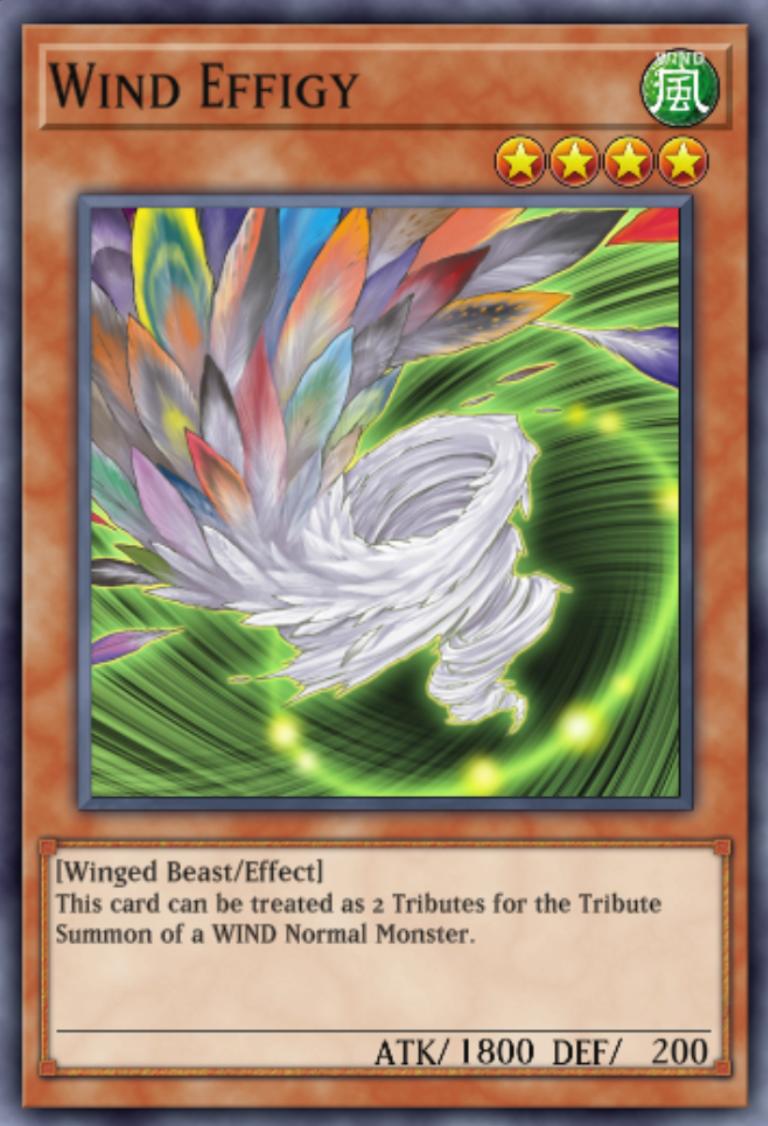 WIND EFFIGY
WIND
風
[Winged Beast/Effect]
This card can be treated as 2 Tributes for the Tribute
Summon of a WIND Normal Monster.
ATK/1800 DEF/ 200